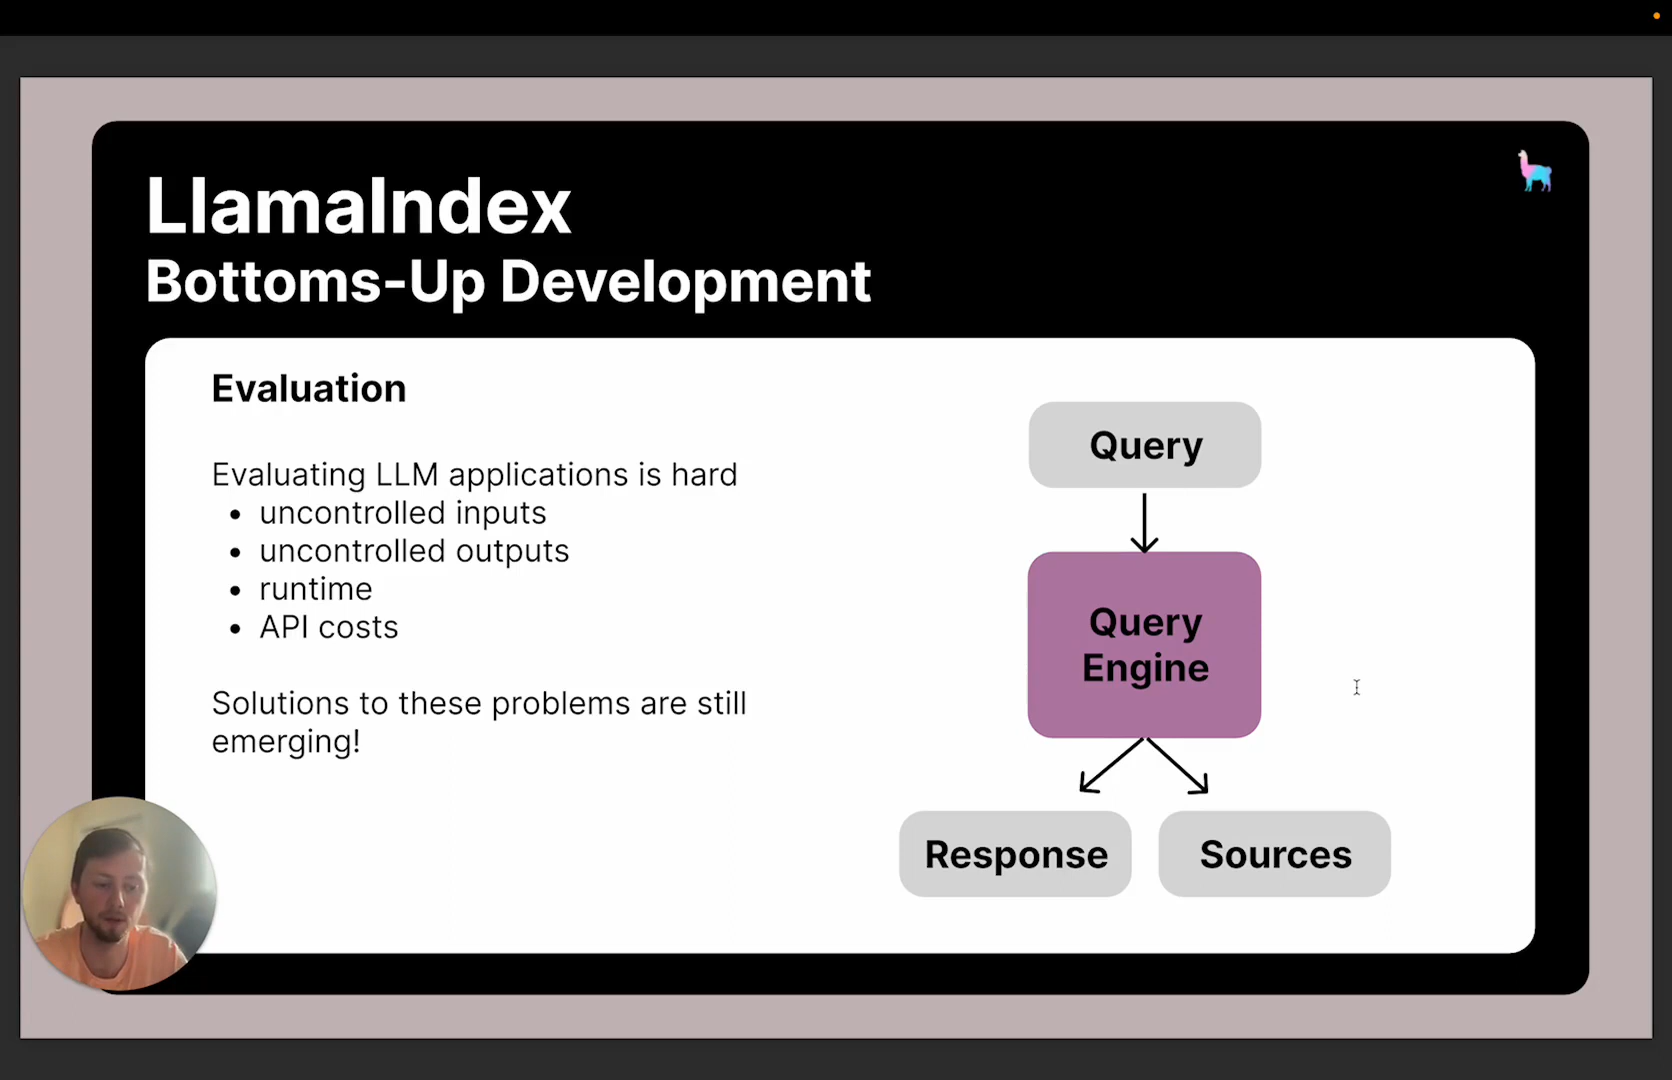 LlamaIndex
Bottoms-Up Development
Evaluation
Evaluating LLM applications is hard
• uncontrolled inputs
• uncontrolled outputs
• runtime
• API costs
Solutions to these problems are still
emerging!
Query
Query
Engine
Response
Sources